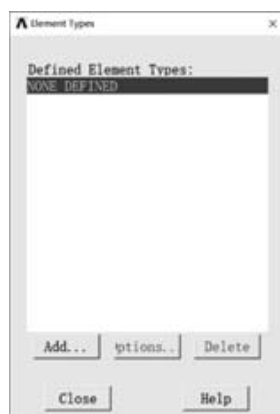 Element Types
Defined Element Types:
NONE DEFINED
Add... ptions.. Delete
Close Help